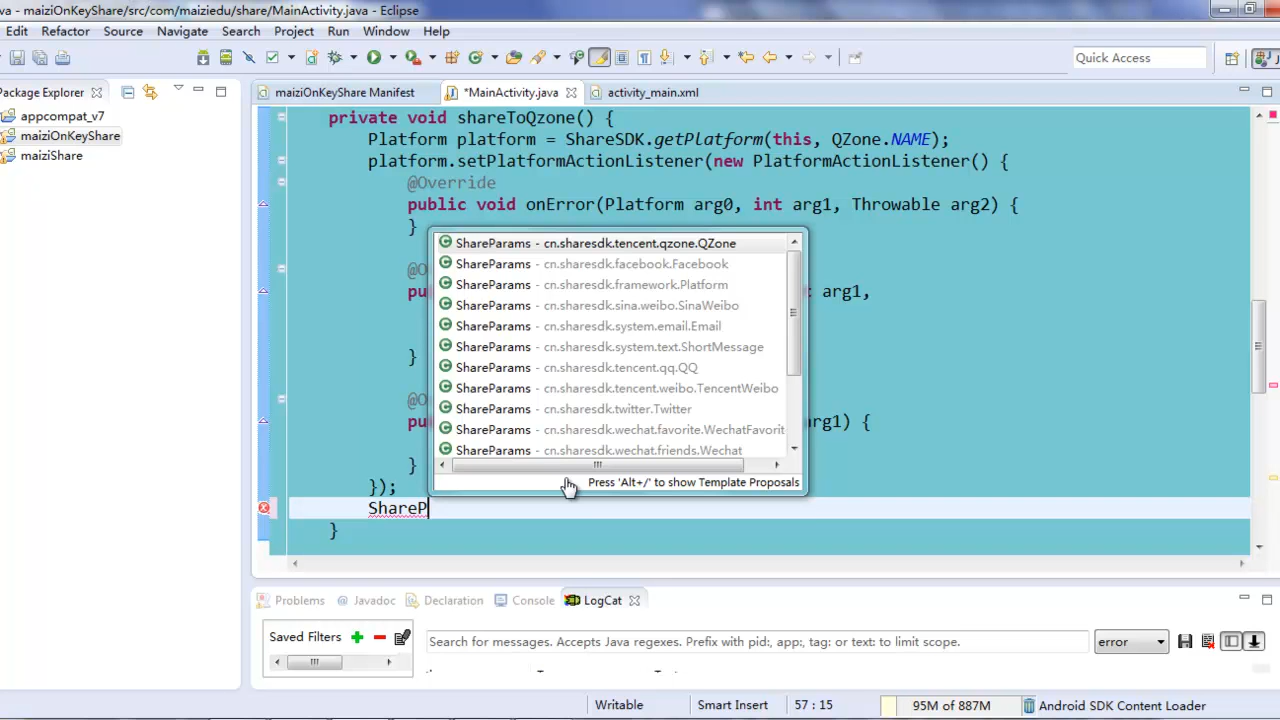 va - maiziOnKeyShare/src/com/maiziedu/share/MainActivity.java - Eclipse
Edit Refactor Source Navigate Search Project Run Window Help
Quick Access
Package Explorer
maiziOnKeyShare Manifest
*MainActivity.java
activity_main.xml
appcompat_v7
maiziOnKeyShare
maiziShare
private void shareToQzone() {
Platform platform = ShareSDK.getPlatform(this, QZone.NAME);
platform.setPlatformActionListener(new PlatformActionListener() {
@Override
public void onError(Platform arg0, int arg1, Throwable arg2) {
}
@O
pu
arg1,
}
@O
pu
arg1) {
}
});
ShareP
}
ShareParams - cn.sharesdk.tencent.qzone.QZone
ShareParams - cn.sharesdk.facebook.Facebook
ShareParams - cn.sharesdk.framework.Platform
ShareParams - cn.sharesdk.sina.weibo.SinaWeibo
ShareParams - cn.sharesdk.system.email.Email
ShareParams - cn.sharesdk.system.text.ShortMessage
ShareParams - cn.sharesdk.tencent.qq.QQ
ShareParams - cn.sharesdk.tencent.weibo.TencentWeibo
ShareParams - cn.sharesdk.twitter.Twitter
ShareParams - cn.sharesdk.wechat.favorite.WechatFavorit
ShareParams - cn.sharesdk.wechat.friends.Wechat
Press 'Alt+/' to show Template Proposals
Problems @ Javadoc Declaration Console LogCat
Saved Filters
Search for messages. Accepts Java regexes. Prefix with pid:, app:, tag: or text: to limit scope.
error
Writable
Smart Insert
57 : 15
95M of 887M
Android SDK Content Loader